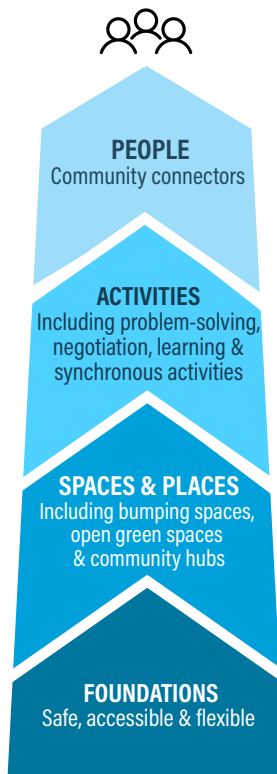 PEOPLE
Community connectors
ACTIVITIES
Including problem-solving,
negotiation, learning &
synchronous activities
SPACES & PLACES
Including bumping spaces,
open green spaces
& community hubs
FOUNDATIONS
Safe, accessible & flexible